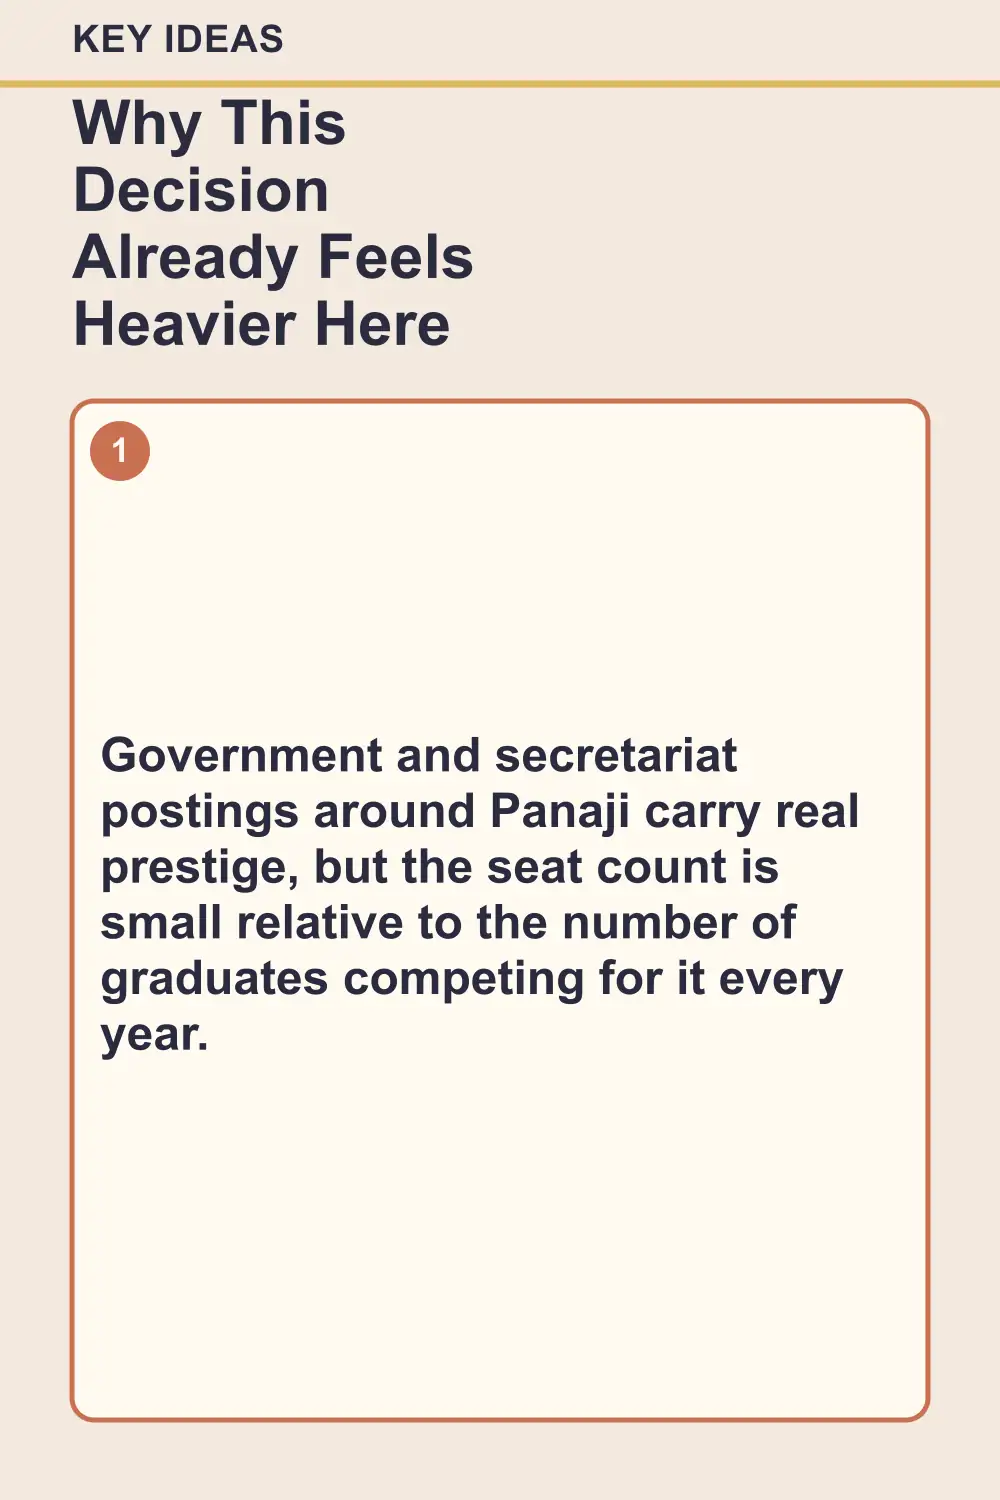 KEY IDEAS
Why This
Decision
Already Feels
Heavier Here
1
Government and secretariat
postings around Panaji carry real
prestige, but the seat count is
small relative to the number of
graduates competing for it every
year.